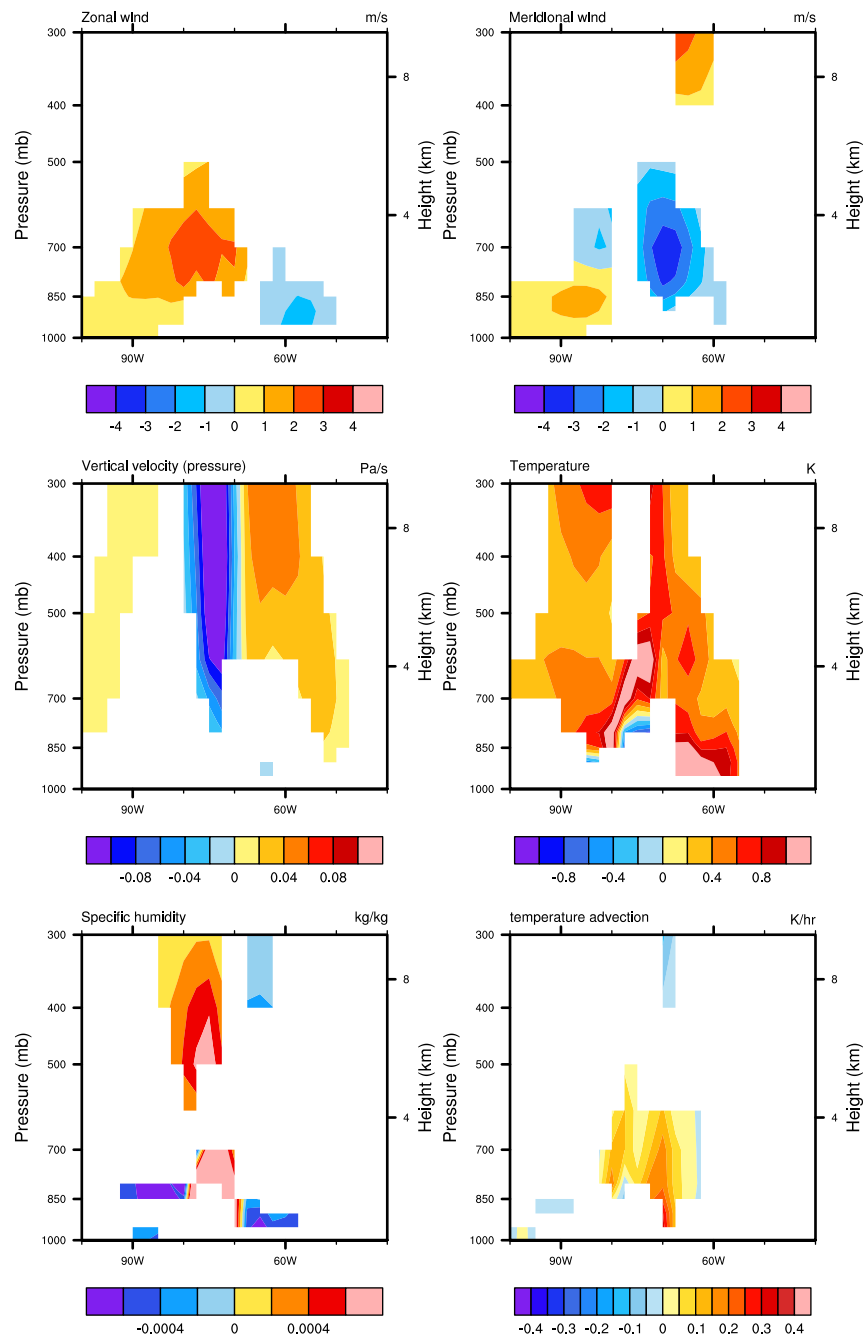 Zonal wind m/s
Pressure (mb)
300
400
500
700
850
1000
Height (km)
8
4
90W 60W
-4 -3 -2 -1 0 1 2 3 4
Meridional wind m/s
Pressure (mb)
300
400
500
700
850
1000
Height (km)
8
4
90W 60W
-4 -3 -2 -1 0 1 2 3 4
Vertical velocity (pressure) Pa/s
Pressure (mb)
300
400
500
700
850
1000
Height (km)
8
4
90W 60W
-0.08 -0.04 0 0.04 0.08
Temperature K
Pressure (mb)
300
400
500
700
850
1000
Height (km)
8
4
90W 60W
-0.8 -0.4 0 0.4 0.8
Specific humidity kg/kg
Pressure (mb)
300
400
500
700
850
1000
Height (km)
8
4
90W 60W
-0.0004 0 0.0004
temperature advection K/hr
Pressure (mb)
300
400
500
700
850
1000
Height (km)
8
4
90W 60W
-0.4 -0.3 -0.2 -0.1 0 0.1 0.2 0.3 0.4